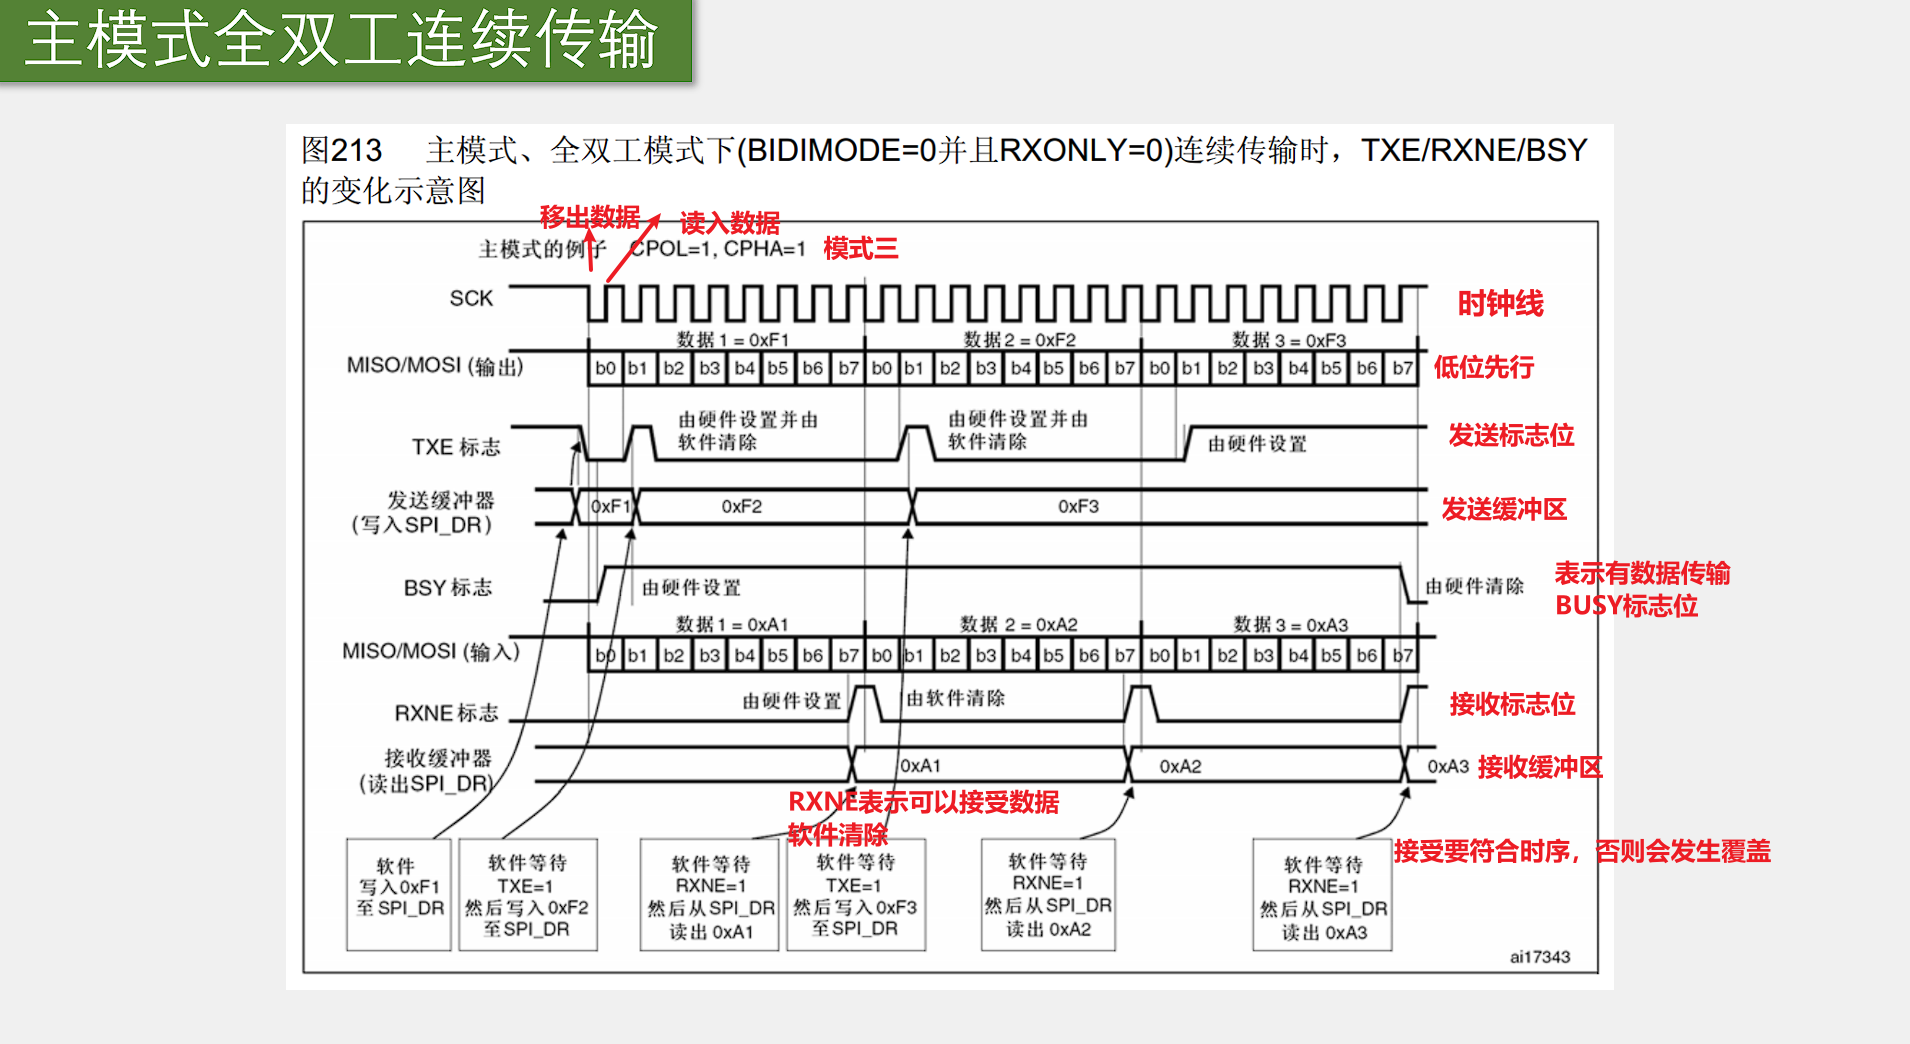 主模式全双工连续传输
图213 主模式、全双工模式下(BIDIMODE=0并且RXONLY=0)连续传输时，TXE/RXNE/BSY
的变化示意图
移出数据 读入数据
主模式的例子 CPOL=1, CPHA=1 模式三
SCK 时钟线
数据 1 = 0xF1 数据 2 = 0xF2 数据 3 = 0xF3
MISO/MOSI (输出) b0 b1 b2 b3 b4 b5 b6 b7 b0 b1 b2 b3 b4 b5 b6 b7 b0 b1 b2 b3 b4 b5 b6 b7 低位先行
TXE 标志 发送标志位
由硬件设置并由
软件清除
由硬件设置并由
软件清除
由硬件设置
发送缓冲器
(写入SPI_DR)
0xF1 0xF2 0xF3 发送缓冲区
BSY 标志 由硬件设置 由硬件清除
表示有数据传输
BUSY标志位
数据 1 = 0xA1 数据 2 = 0xA2 数据 3 = 0xA3
MISO/MOSI (输入) b0 b1 b2 b3 b4 b5 b6 b7 b0 b1 b2 b3 b4 b5 b6 b7 b0 b1 b2 b3 b4 b5 b6 b7
RXNE 标志 由硬件设置 由软件清除 接收标志位
接收缓冲器
(读出SPI_DR)
0xA1 0xA2 0xA3 接收缓冲区
RXNE表示可以接受数据
软件清除
接受要符合时序，否则会发生覆盖
软件
写入0xF1
至 SPI_DR
软件等待
TXE=1
然后写入0xF2
至SPI_DR
软件等待
RXNE=1
然后从SPI_DR
读出 0xA1
软件等待
TXE=1
然后写入0xF3
至SPI_DR
软件等待
RXNE=1
然后从SPI_DR
读出 0xA2
软件等待
RXNE=1
然后从SPI_DR
读出 0xA3
ai17343